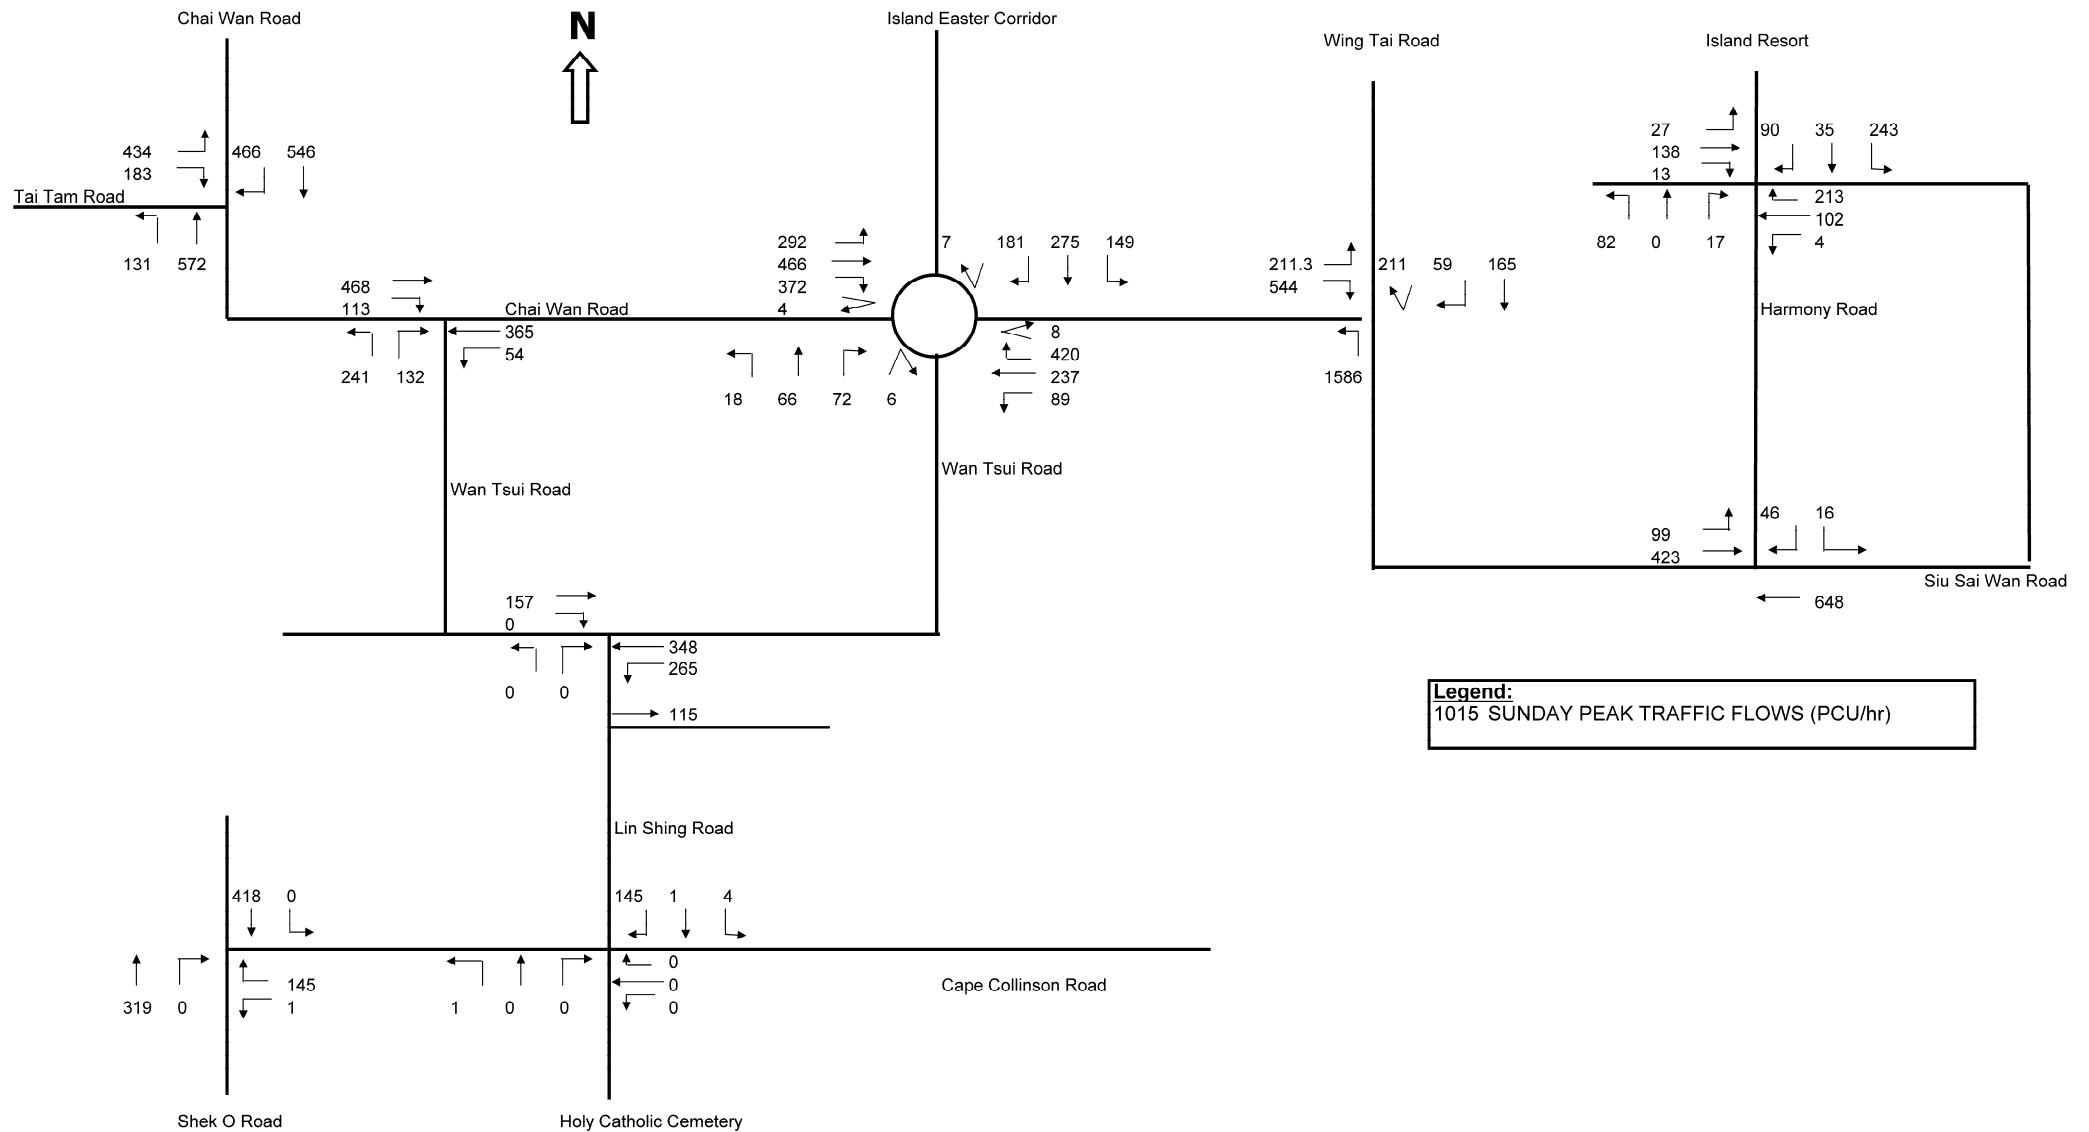 Chai Wan Road
N
Island Easter Corridor
Wing Tai Road
Island Resort
434
183
466 546
Tai Tam Road
131 572
27
138
13
90 35 243
82 0 17
213
102
4
468
113
Chai Wan Road
365
54
241 132
292
466
372
4
7 181 275 149
18 66 72 6
8
420
237
89
211.3
544
211 59 165
1586
Harmony Road
Wan Tsui Road
Wan Tsui Road
99
423
46 16
Siu Sai Wan Road
648
157
0
348
265
0 0
115
Legend:
1015 SUNDAY PEAK TRAFFIC FLOWS (PCU/hr)
Lin Shing Road
418 0
145 1 4
319 0
145
1
1 0 0
0
0
0
Cape Collinson Road
Shek O Road
Holy Catholic Cemetery